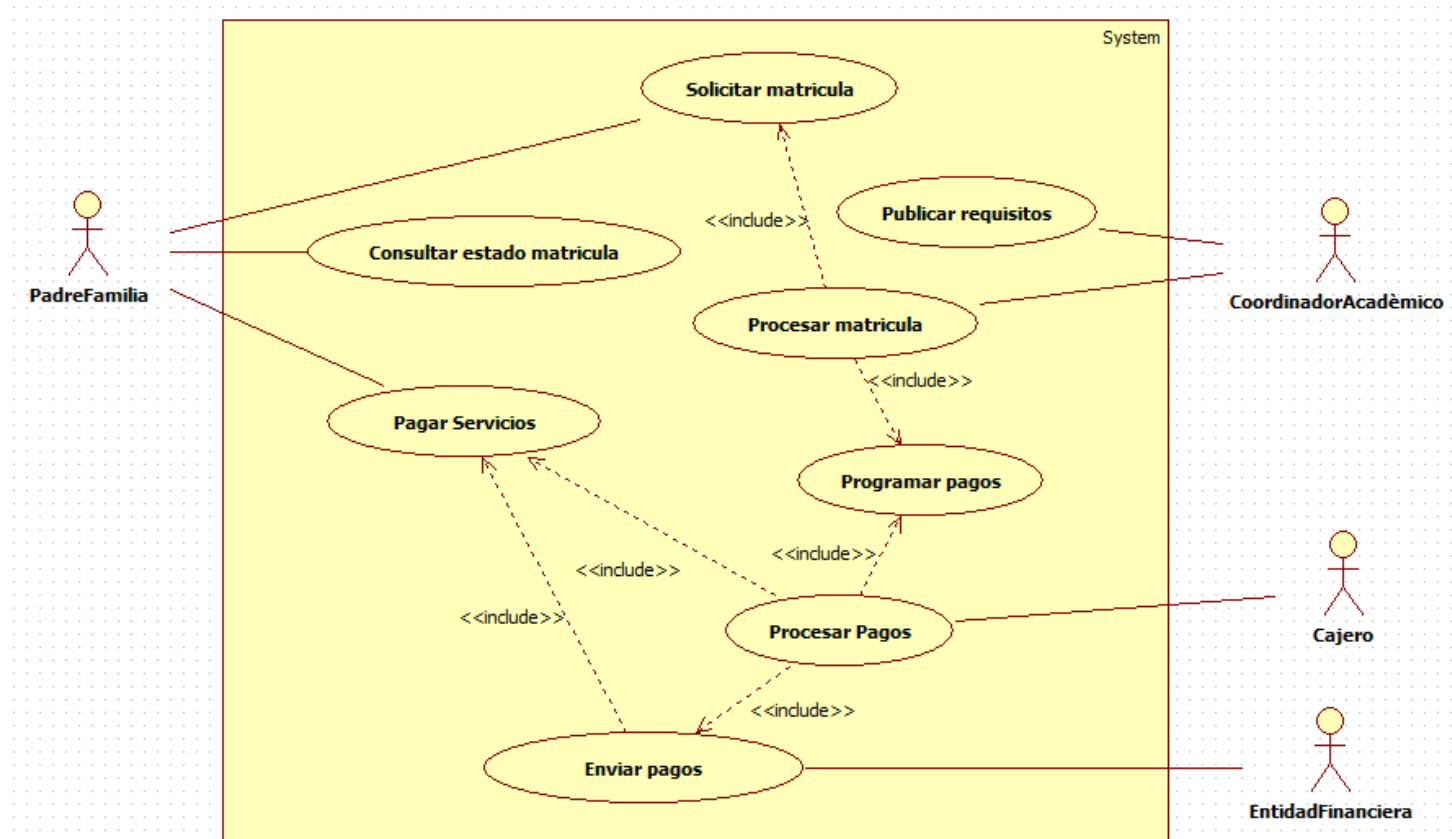 System
Solicitar matricula
Publicar requisitos
<<include>>
Consultar estado matricula
PadreFamilia
CoordinadorAcadèmico
Procesar matricula
<<include>>
Pagar Servicios
Programar pagos
<<include>>
<<include>>
<<include>>
Procesar Pagos
Cajero
<<include>>
Enviar pagos
EntidadFinanciera